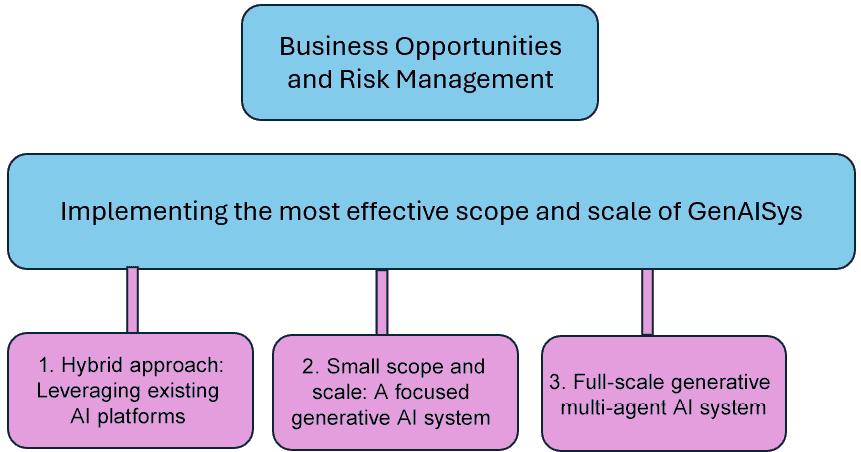 Business Opportunities
and Risk Management
Implementing the most effective scope and scale of GenAISys
1. Hybrid approach:
Leveraging existing
AI platforms
2. Small scope and
scale: A focused
generative AI system
3. Full-scale generative
multi-agent AI system